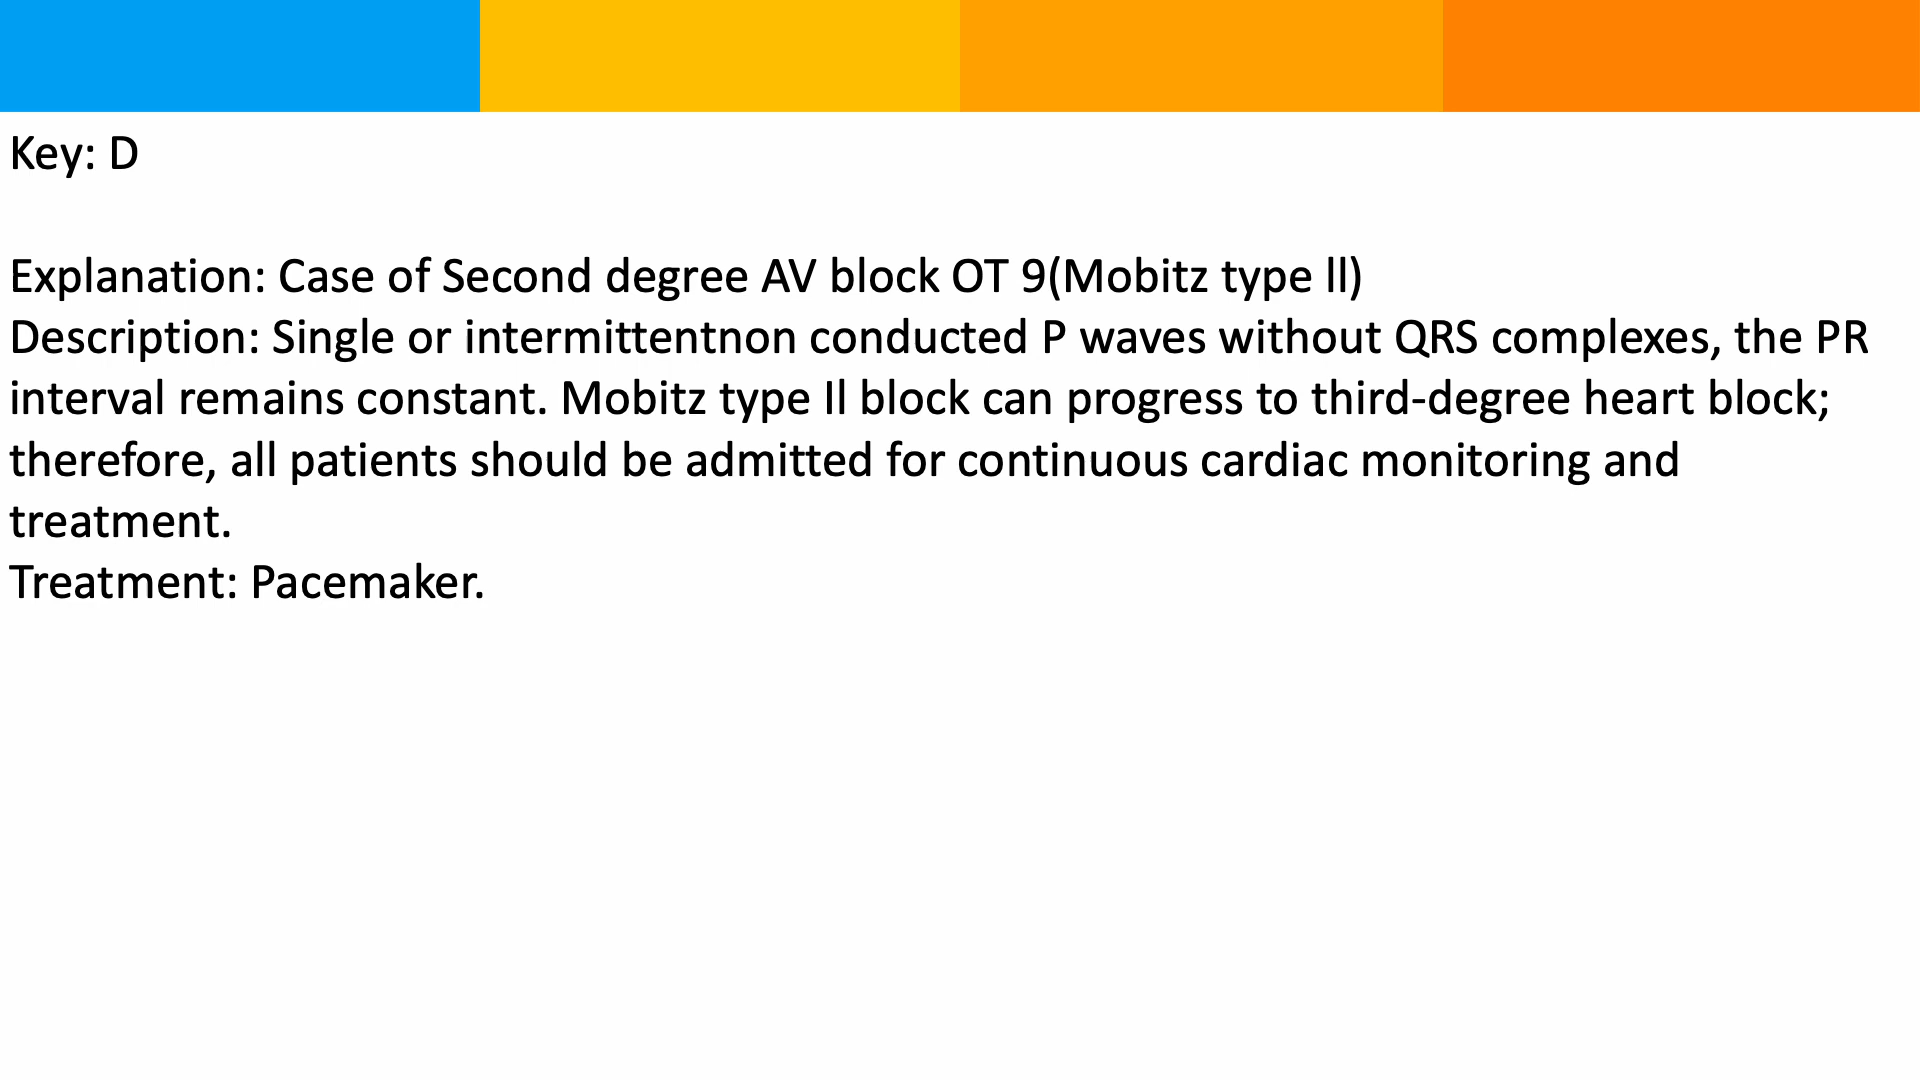 Key: D
Explanation: Case of Second degree AV block OT 9(Mobitz type ll)
Description: Single or intermittentnon conducted P waves without QRS complexes, the PR
interval remains constant. Mobitz type Il block can progress to third-degree heart block;
therefore, all patients should be admitted for continuous cardiac monitoring and
treatment.
Treatment: Pacemaker.